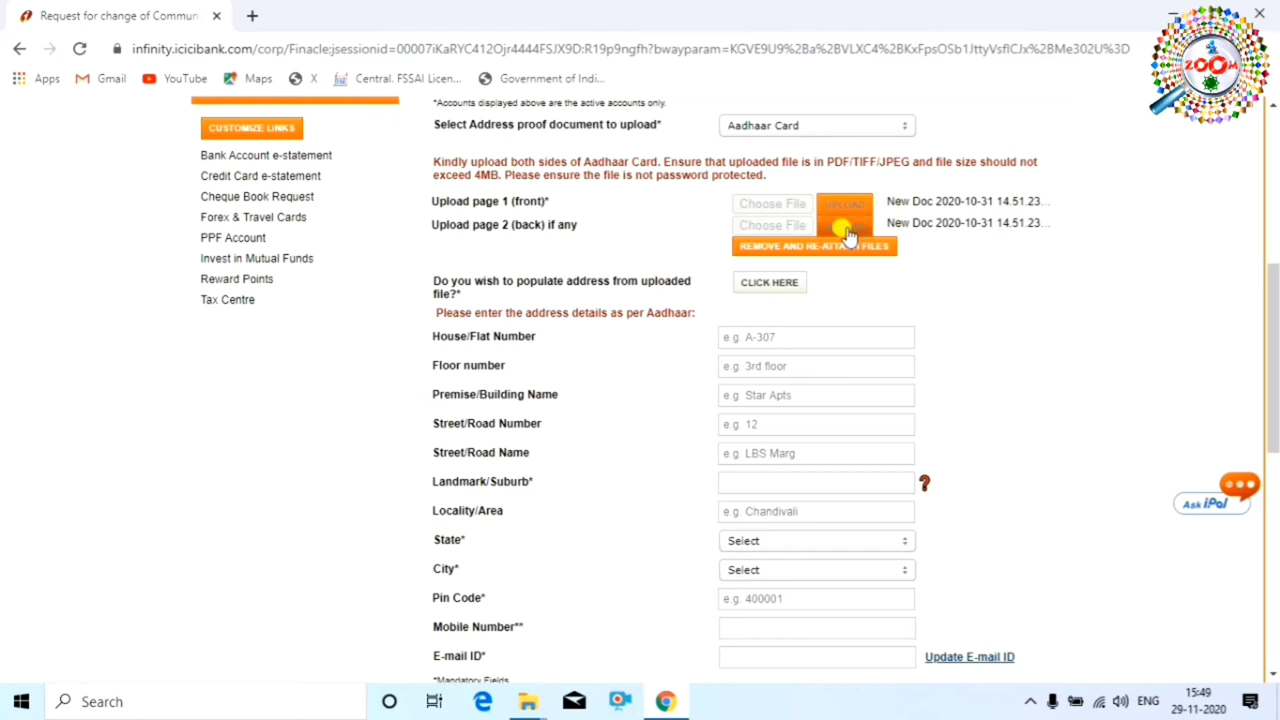 Request for change of Commun
infinity.icicibank.com/corp/Finacle;jsessionid=00007iKaRYC412Ojr4444FSJX9D:R19p9ngfh?bwayparam=KGVE9U9%2Ba%2BVLXC4%2BKxFpsOSb1JttyVsflCJx%2BMe302U%3D
ZOOM
Apps Gmail YouTube Maps X Central. FSSAI Licen... Government of Indi...
*Accounts displayed above are the active accounts only.
CUSTOMIZE LINKS
Select Address proof document to upload* Aadhaar Card
Bank Account e-statement
Credit Card e-statement
Cheque Book Request
Forex & Travel Cards
PPF Account
Invest in Mutual Funds
Reward Points
Tax Centre
Kindly upload both sides of Aadhaar Card. Ensure that uploaded file is in PDF/TIFF/JPEG and file size should not
exceed 4MB. Please ensure the file is not password protected.
Upload page 1 (front)* Choose File UPLOAD New Doc 2020-10-31 14.51.23...
Upload page 2 (back) if any Choose File New Doc 2020-10-31 14.51.23...
REMOVE AND RE-ATTACH FILES
Do you wish to populate address from uploaded
file?* CLICK HERE
Please enter the address details as per Aadhaar:
House/Flat Number e.g. A-307
Floor number e.g. 3rd floor
Premise/Building Name e.g. Star Apts
Street/Road Number e.g. 12
Street/Road Name e.g. LBS Marg
Landmark/Suburb* ?
Locality/Area e.g. Chandivali
State* Select
City* Select
Pin Code* e.g. 400001
Mobile Number**
E-mail ID* Update E-mail ID
*Mandatory Fields
Ask iPal
Search
ENG
15:49
29-11-2020